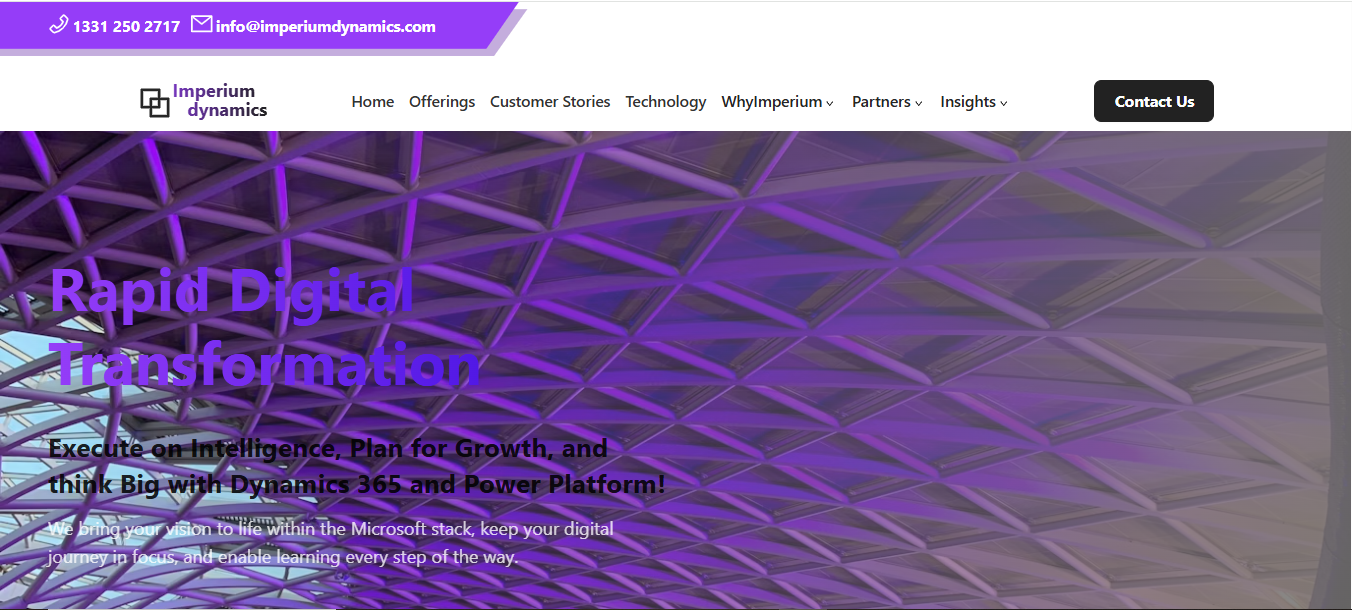 1331 250 2717 info@imperiumdynamics.com
Imperium
dynamics
Home Offerings Customer Stories Technology WhyImperium Partners Insights
Contact Us
Rapid Digital
Transformation
Execute on Intelligence, Plan for Growth, and
think Big with Dynamics 365 and Power Platform!
We bring your vision to life within the Microsoft stack, keep your digital
journey in focus, and enable learning every step of the way.